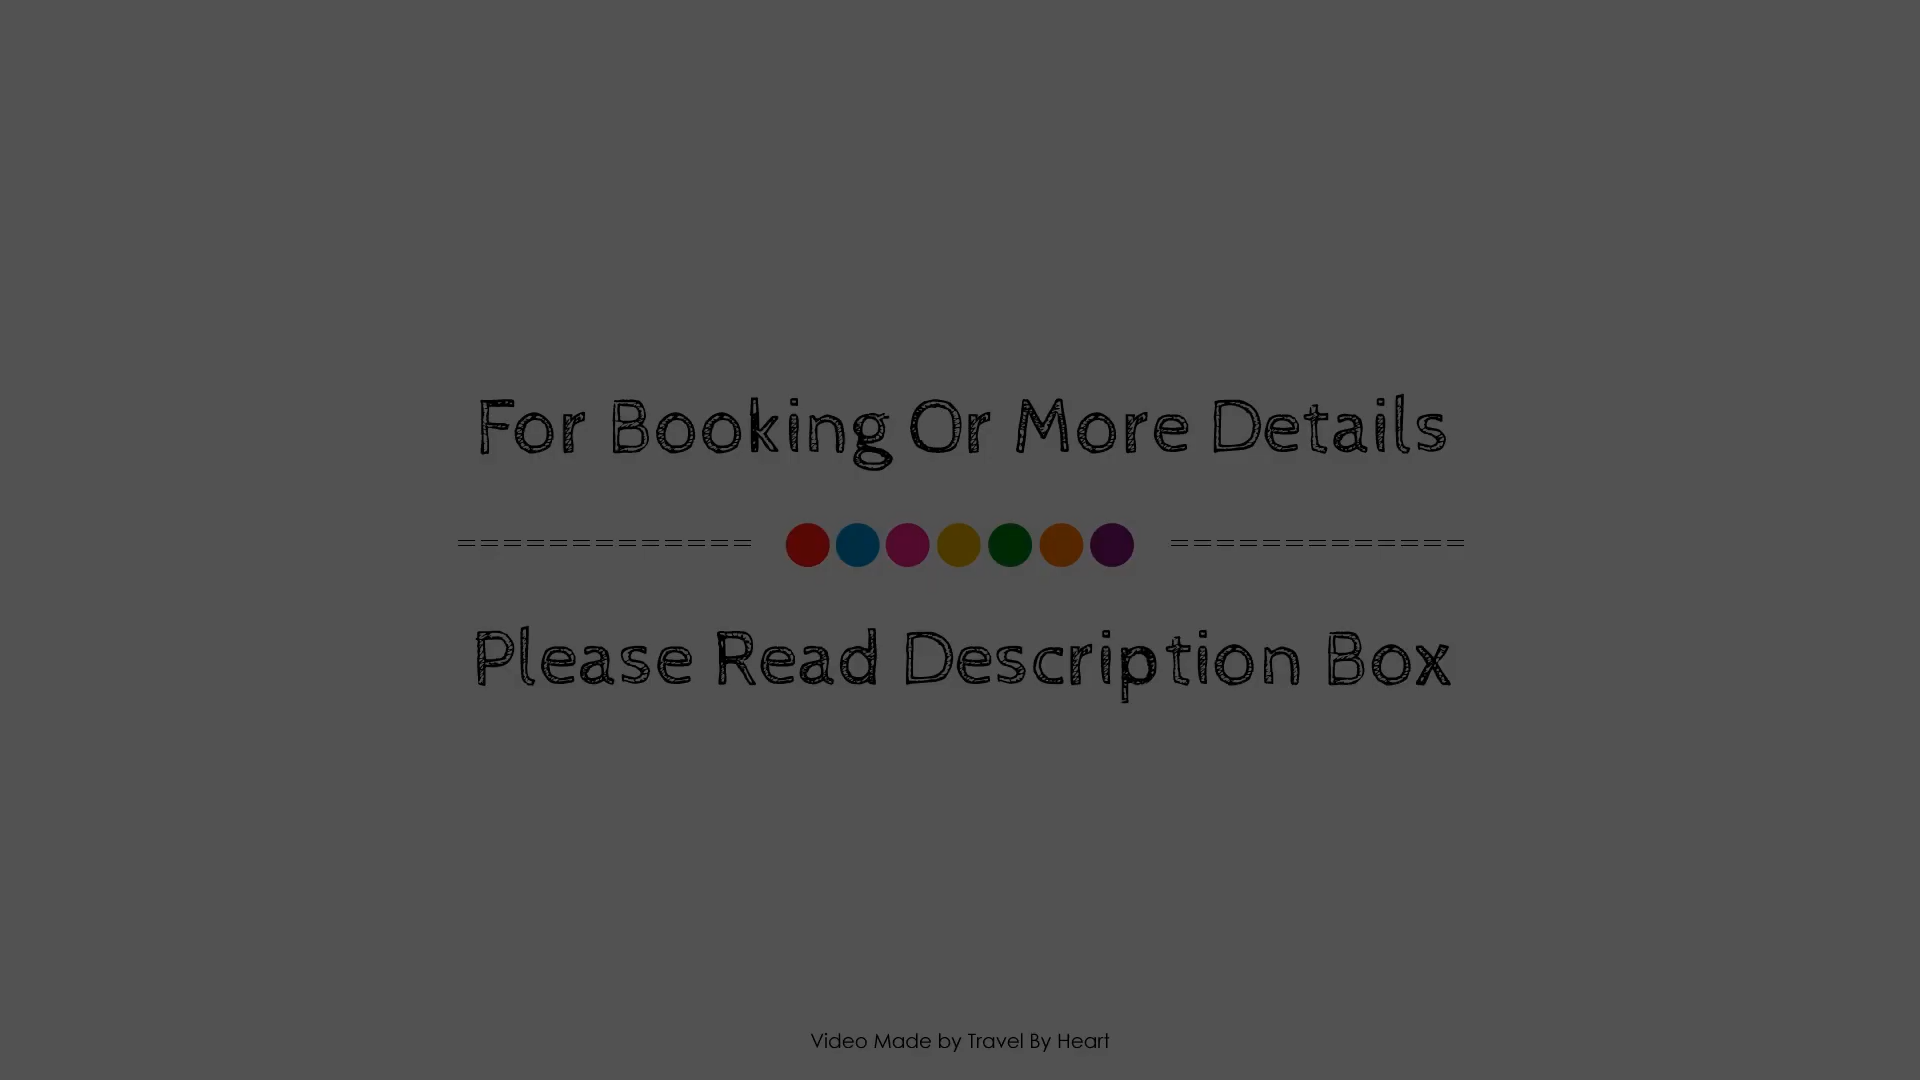 For Booking Or More Details
============= =============
Please Read Description Box
Video Made by Travel By Heart